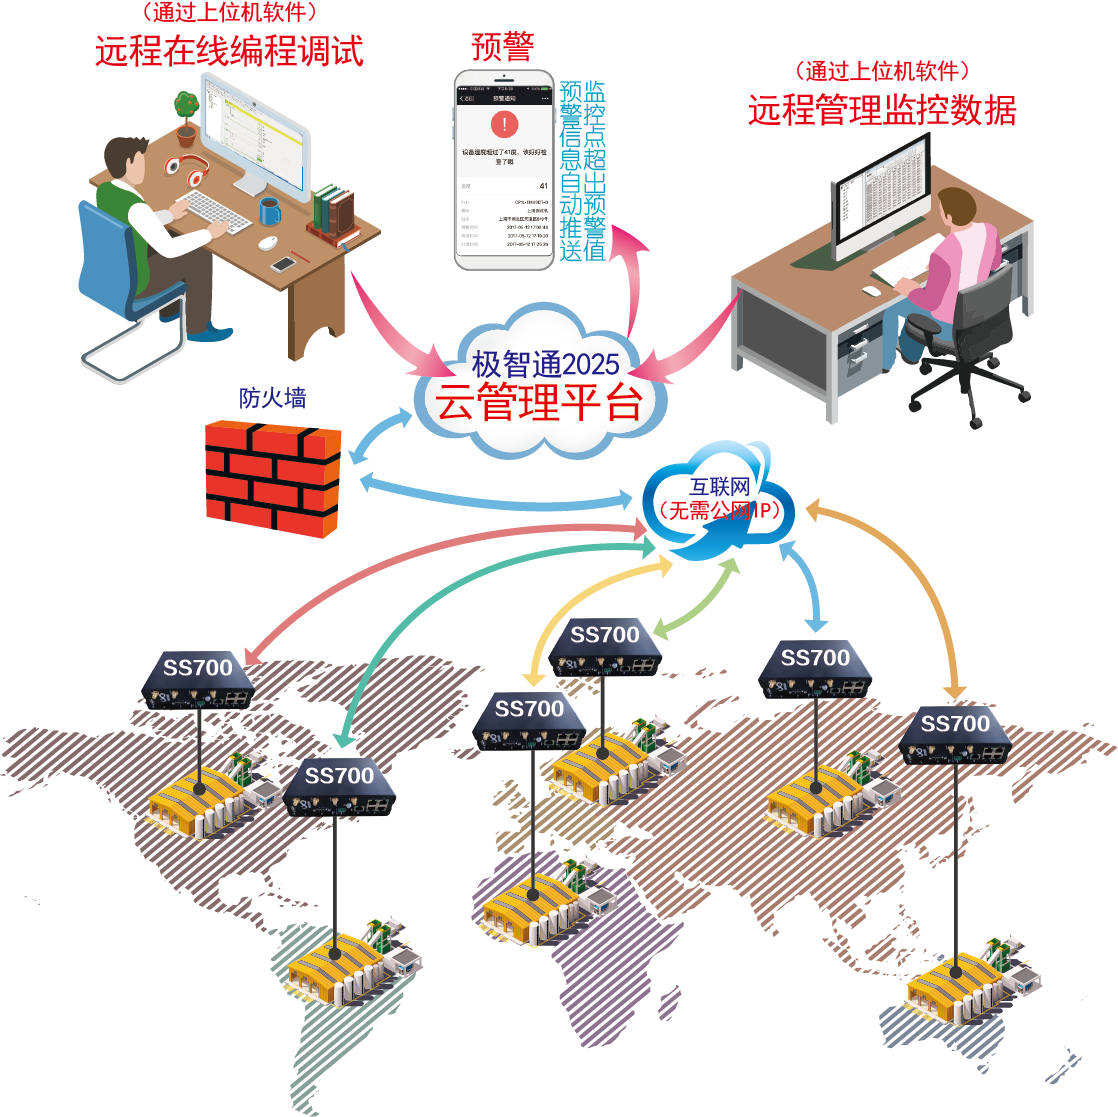 （通过上位机软件）
远程在线编程调试
预警
预警通知
设备温度超过了41度，该好好检
查了哦
41
监控点超出预警值
预警信息自动推送
（通过上位机软件）
远程管理监控数据
极智通2025
云管理平台
防火墙
互联网
（无需公网IP）
SS700
SS700
SS700
SS700
SS700
SS700